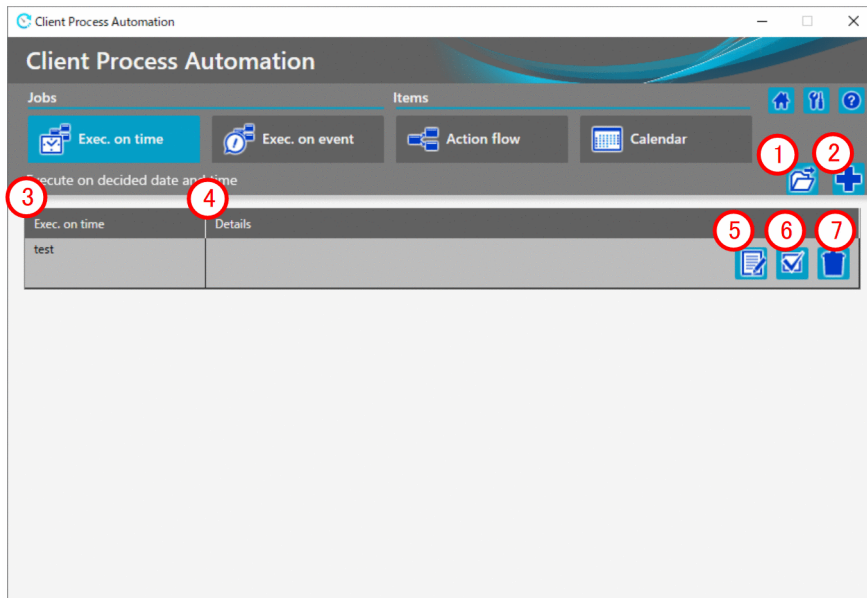 Client Process Automation
Client Process Automation
Jobs
Items
Exec. on time
Exec. on event
Action flow
Calendar
1
2
Execute on decided date and time
3
4
Exec. on time
Details
5
6
7
test